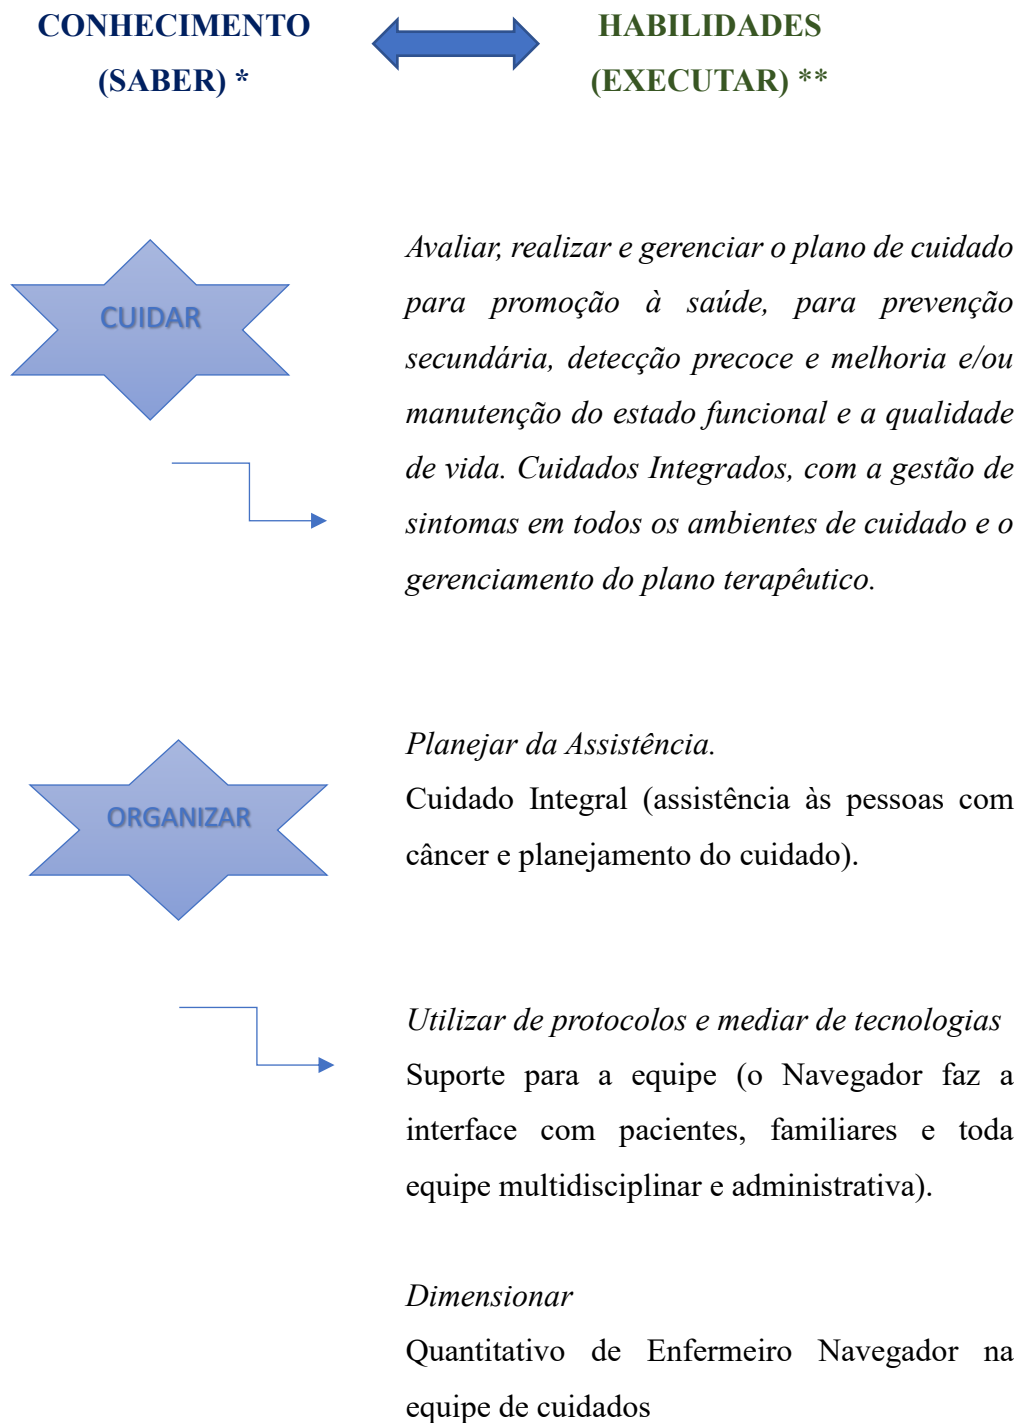 CONHECIMENTO
(SABER) *
HABILIDADES
(EXECUTAR) **
CUIDAR
Avaliar, realizar e gerenciar o plano de cuidado
para promoção à saúde, para prevenção
secundária, detecção precoce e melhoria e/ou
manutenção do estado funcional e a qualidade
de vida. Cuidados Integrados, com a gestão de
sintomas em todos os ambientes de cuidado e o
gerenciamento do plano terapêutico.
ORGANIZAR
Planejar da Assistência.
Cuidado Integral (assistência às pessoas com
câncer e planejamento do cuidado).
Utilizar de protocolos e mediar de tecnologias
Suporte para a equipe (o Navegador faz a
interface com pacientes, familiares e toda
equipe multidisciplinar e administrativa).
Dimensionar
Quantitativo de Enfermeiro Navegador na
equipe de cuidados